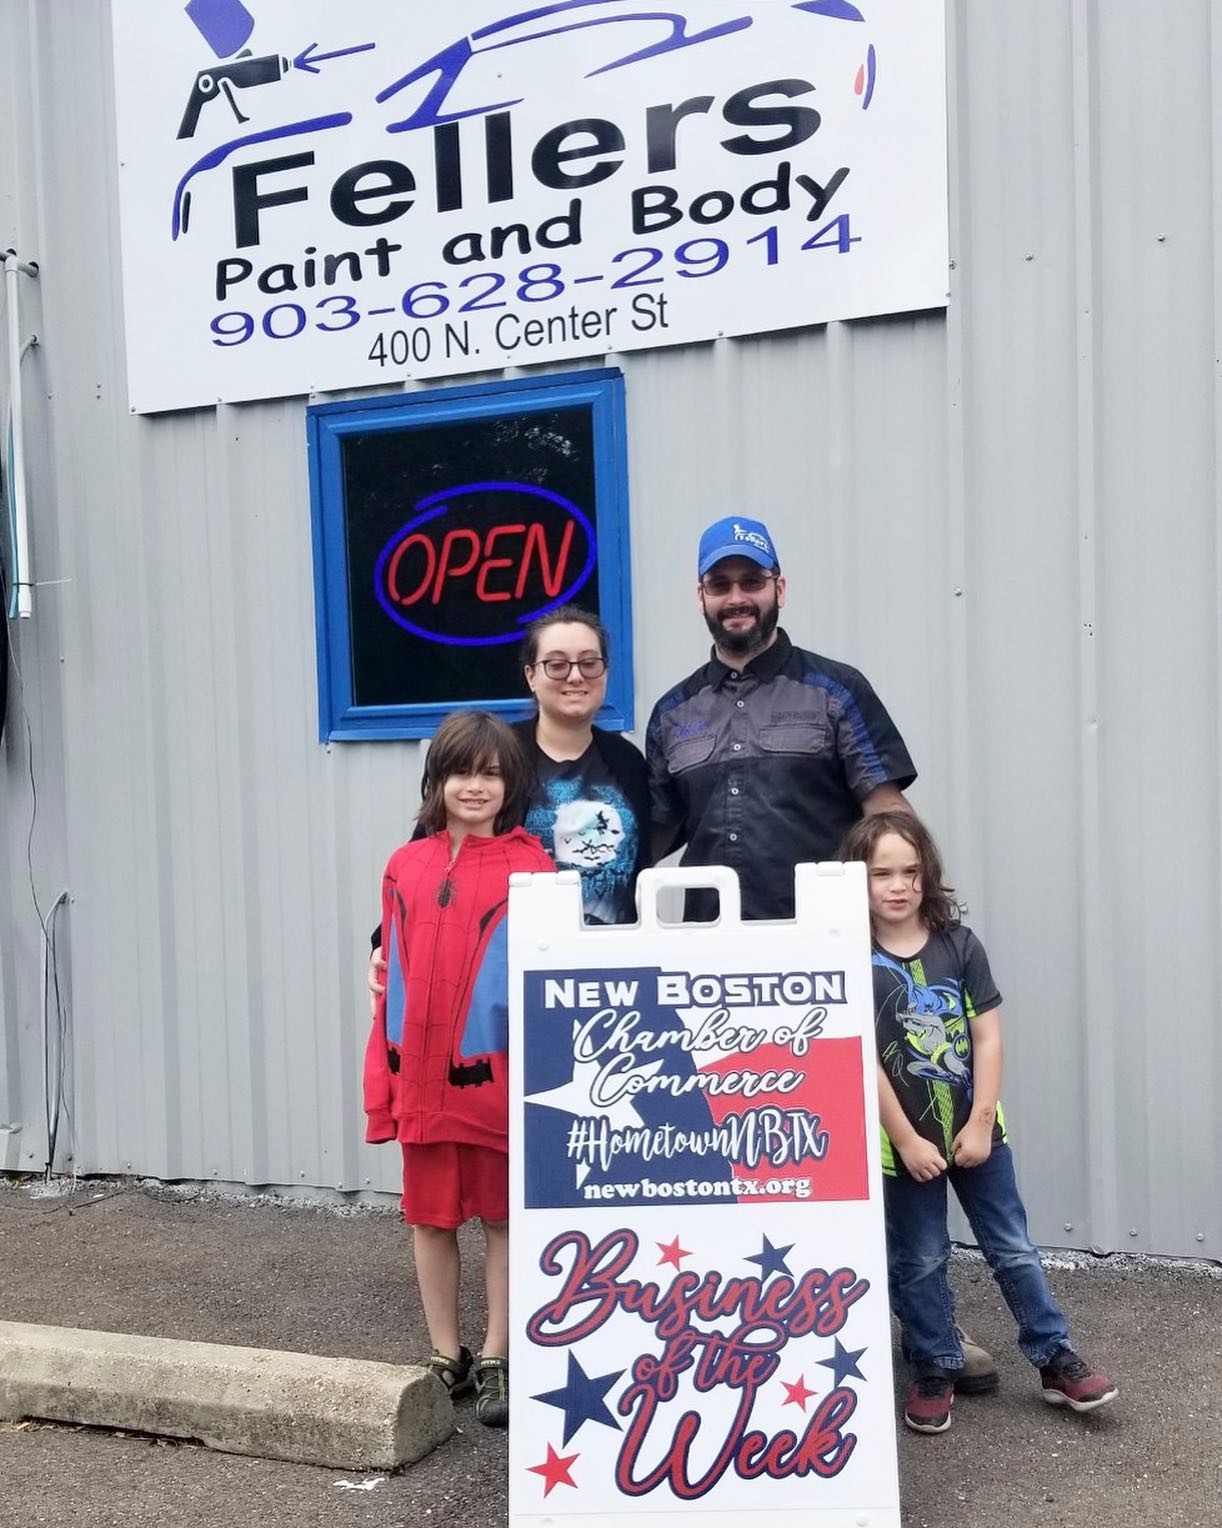 Fellers
Paint and Body
903-628-2914
400 N. Center St
OPEN
Fellers
NEW BOSTON
Chamber of
Commerce
#HometownNBTX
newbostontx.org
Business
of the
Week